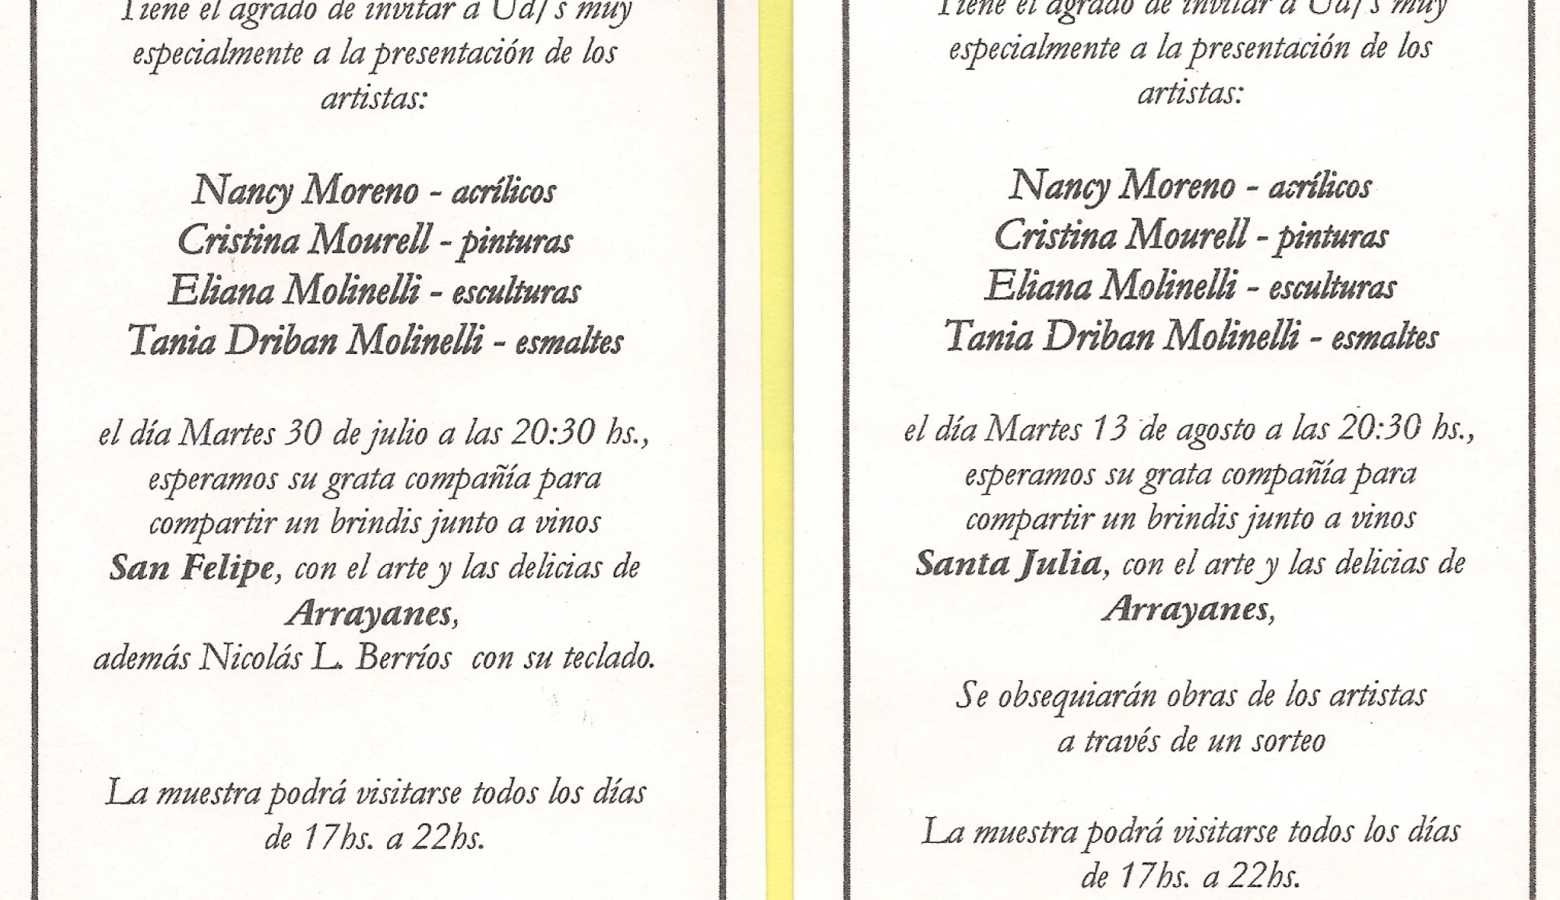 Tiene el agrado de invitar a Ud/s muy
especialmente a la presentación de los
artistas:
Nancy Moreno - acrílicos
Cristina Mourell - pinturas
Eliana Molinelli - esculturas
Tania Driban Molinelli - esmaltes
el día Martes 30 de julio a las 20:30 hs.,
esperamos su grata compañía para
compartir un brindis junto a vinos
San Felipe, con el arte y las delicias de
Arrayanes,
además Nicolás L. Berríos con su teclado.
La muestra podrá visitarse todos los días
de 17hs. a 22hs.
Tiene el agrado de invitar a Ud/s muy
especialmente a la presentación de los
artistas:
Nancy Moreno - acrílicos
Cristina Mourell - pinturas
Eliana Molinelli - esculturas
Tania Driban Molinelli - esmaltes
el día Martes 13 de agosto a las 20:30 hs.,
esperamos su grata compañía para
compartir un brindis junto a vinos
Santa Julia, con el arte y las delicias de
Arrayanes,
Se obsequiarán obras de los artistas
a través de un sorteo
La muestra podrá visitarse todos los días
de 17hs. a 22hs.